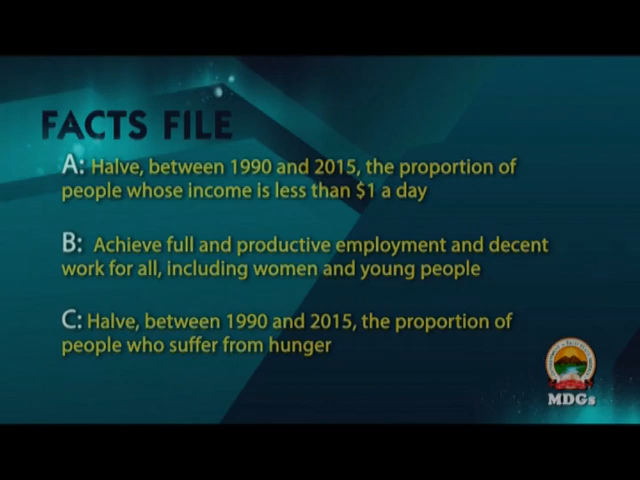 FACTS FILE
A: Halve, between 1990 and 2015, the proportion of
people whose income is less than $1 a day
B: Achieve full and productive employment and decent
work for all, including women and young people
C: Halve, between 1990 and 2015, the proportion of
people who suffer from hunger
MDGs